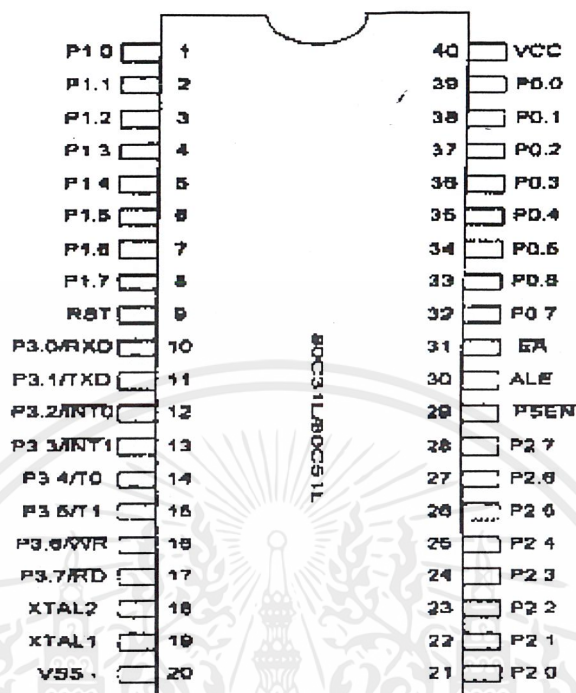 P1 0 1 40 VCC
P1.1 2 39 P0.0
P1.2 3 38 P0.1
P1 3 4 37 P0.2
P1 4 5 36 P0.3
P1.5 6 35 P0.4
P1.6 7 34 P0.5
P1.7 8 33 P0.6
RST 9 32 P0 7
P3.0/RXD 10 31 EA
P3.1/TXD 11 30 ALE
P3.2/INT0 12 29 PSEN
P3 3/INT1 13 28 P2 7
P3 4/T0 14 27 P2.6
P3 5/T1 15 26 P2 5
P3.6/WR 16 25 P2 4
P3.7/RD 17 24 P2 3
XTAL2 18 23 P2 2
XTAL1 19 22 P2 1
VSS 20 21 P2 0
80C31L/80C51L